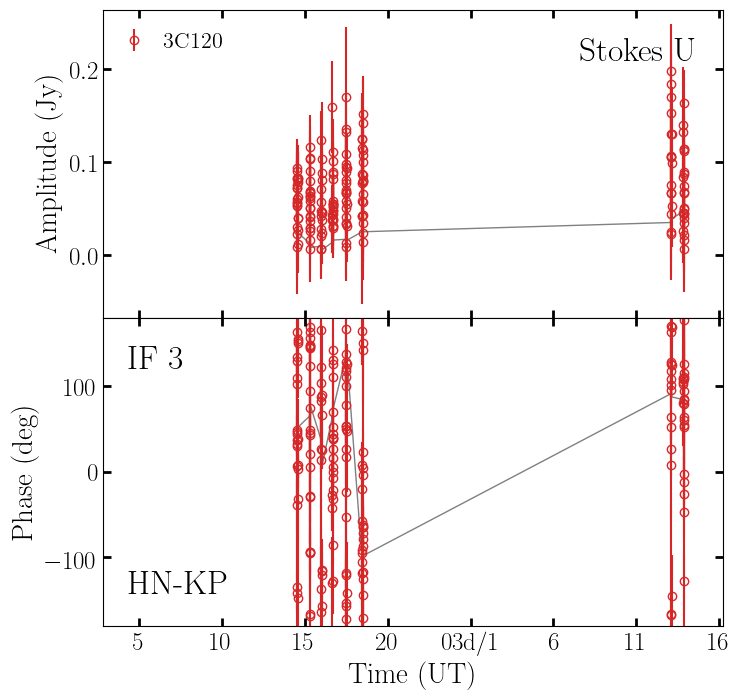 3C120
Stokes U
Amplitude (Jy)
0.2
0.1
0.0
IF 3
HN-KP
Phase (deg)
100
0
−100
5 10 15 20 03d/1 6 11 16
Time (UT)